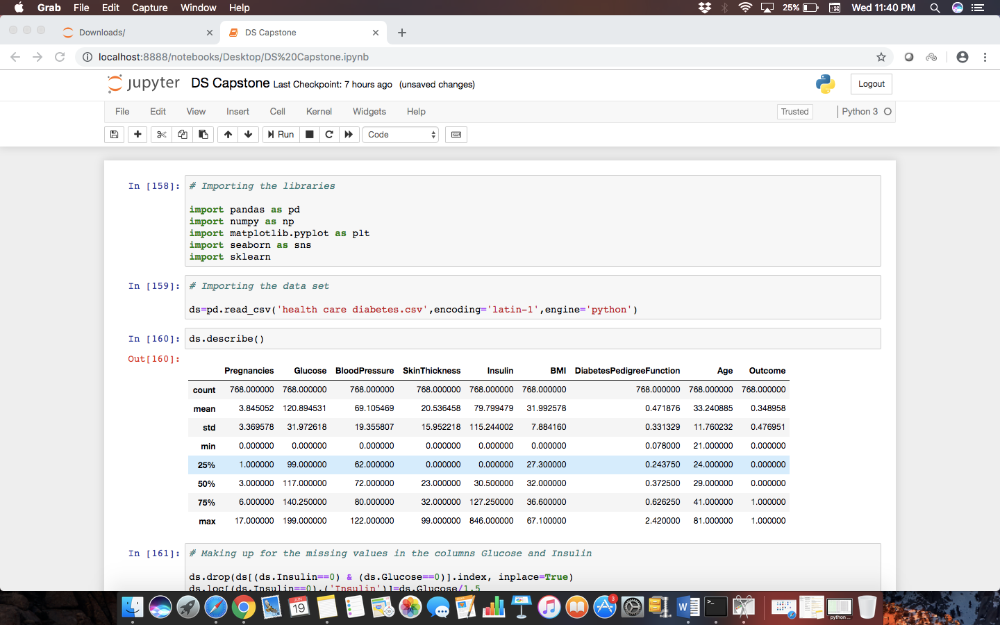 Grab File Edit Capture Window Help 25% Wed 11:40 PM
Downloads/ DS Capstone
localhost:8888/notebooks/Desktop/DS%20Capstone.ipynb
jupyter DS Capstone Last Checkpoint: 7 hours ago (unsaved changes) Logout
File Edit View Insert Cell Kernel Widgets Help Trusted Python 3
Run Code
In [158]: # Importing the libraries
import pandas as pd
import numpy as np
import matplotlib.pyplot as plt
import seaborn as sns
import sklearn
In [159]: # Importing the data set
ds=pd.read_csv('health care diabetes.csv',encoding='latin-1',engine='python')
In [160]: ds.describe()
Out[160]:
Pregnancies Glucose BloodPressure SkinThickness Insulin BMI DiabetesPedigreeFunction Age Outcome
count 768.000000 768.000000 768.000000 768.000000 768.000000 768.000000 768.000000 768.000000 768.000000
mean 3.845052 120.894531 69.105469 20.536458 79.799479 31.992578 0.471876 33.240885 0.348958
std 3.369578 31.972618 19.355807 15.952218 115.244002 7.884160 0.331329 11.760232 0.476951
min 0.000000 0.000000 0.000000 0.000000 0.000000 0.000000 0.078000 21.000000 0.000000
25% 1.000000 99.000000 62.000000 0.000000 0.000000 27.300000 0.243750 24.000000 0.000000
50% 3.000000 117.000000 72.000000 23.000000 30.500000 32.000000 0.372500 29.000000 0.000000
75% 6.000000 140.250000 80.000000 32.000000 127.250000 36.600000 0.626250 41.000000 1.000000
max 17.000000 199.000000 122.000000 99.000000 846.000000 67.100000 2.420000 81.000000 1.000000
In [161]: # Making up for the missing values in the columns Glucose and Insulin
ds.drop(ds[(ds.Insulin==0) & (ds.Glucose==0)].index, inplace=True)
ds.loc[(ds.Insulin==0),('Insulin')]=ds.Glucose/1.5
JUN
19
3
W
python ...